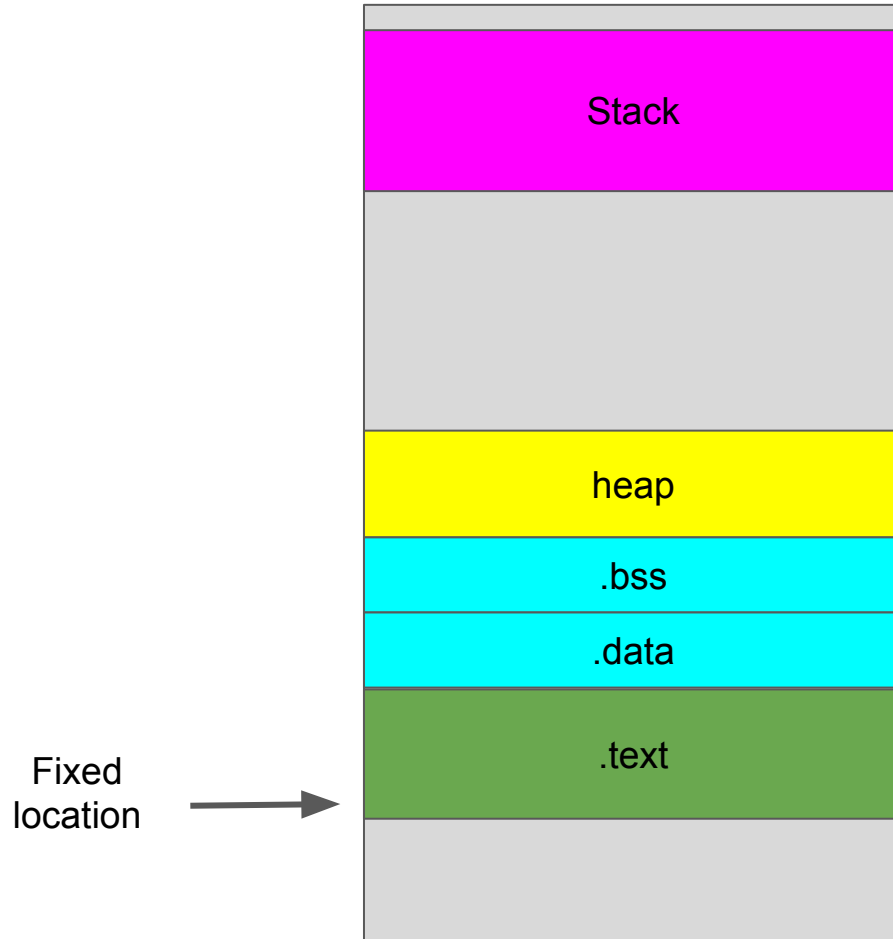 Stack
heap
.bss
.data
.text
Fixed
location